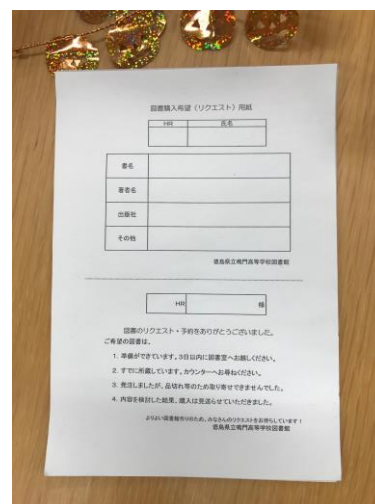 図書購入希望（リクエスト）用紙
HR 氏名
書名
著者名
出版社
その他
徳島県立鳴門高等学校図書館
HR 様
図書のリクエスト・予約をありがとうございました。
ご希望の図書は、
1. 準備ができています。3日以内に図書室へお越しください。
2. すでに所蔵しています。カウンターへお尋ねください。
3. 発注しましたが、品切れ等のため取り寄せできませんでした。
4. 内容を検討した結果、購入は見送らせていただきました。
よりよい図書館作りのため、みなさんのリクエストをお待ちしています！
徳島県立鳴門高等学校図書館